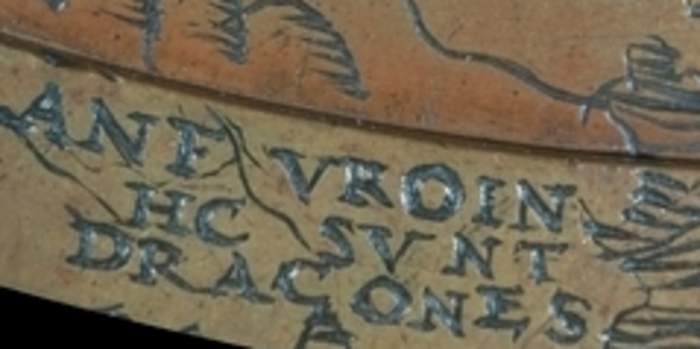 ANF VROIN
HC SVNT
DRACONES